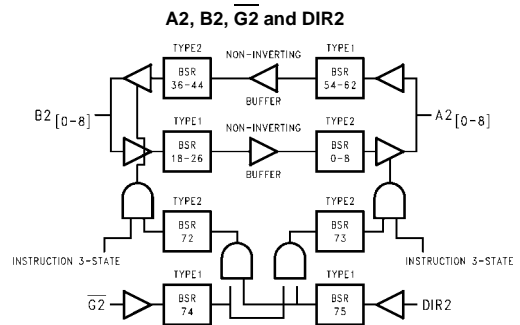 A2, B2, G2 and DIR2
TYPE2 NON-INVERTING TYPE1
BSR 36-44
BSR 54-62
BUFFER
B2[0-8]
A2[0-8]
TYPE1 NON-INVERTING TYPE2
BSR 18-26
BSR 0-8
BUFFER
TYPE2
TYPE2
BSR 72
BSR 73
INSTRUCTION 3-STATE
INSTRUCTION 3-STATE
TYPE1
TYPE1
G2
BSR 74
BSR 75
DIR2